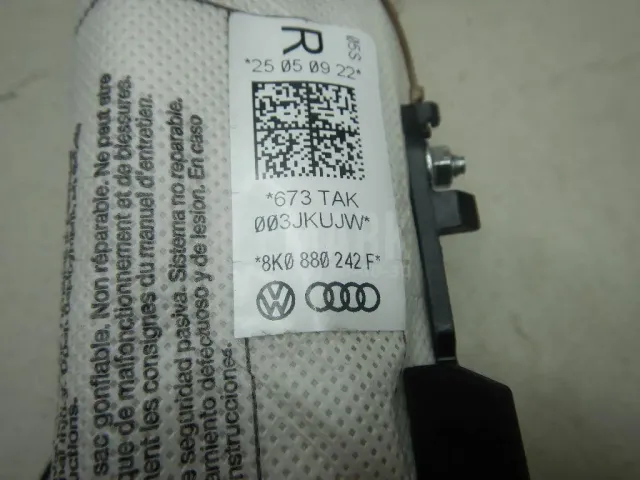 R
05S
*25 05 09 22*
*673 TAK
003JKUJW*
*8K0 880 242 F*
sac gonflable. Non réparable. Ne peut être
que de malfonctionnement et de blessures.
ment les consignes du manuel d'entretien.
e seguridad pasiva. Sistema no reparable,
amiento defectuoso y de lesion. En caso
nstrucciones
uctions.